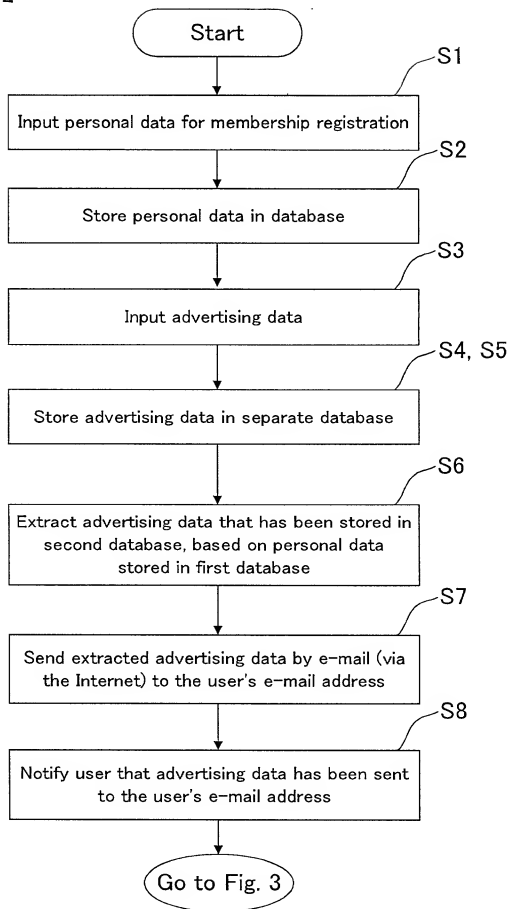 Start
S1
Input personal data for membership registration
S2
Store personal data in database
S3
Input advertising data
S4, S5
Store advertising data in separate database
S6
Extract advertising data that has been stored in
second database, based on personal data
stored in first database
S7
Send extracted advertising data by e-mail (via
the Internet) to the user's e-mail address
S8
Notify user that advertising data has been sent
to the user's e-mail address
Go to Fig. 3